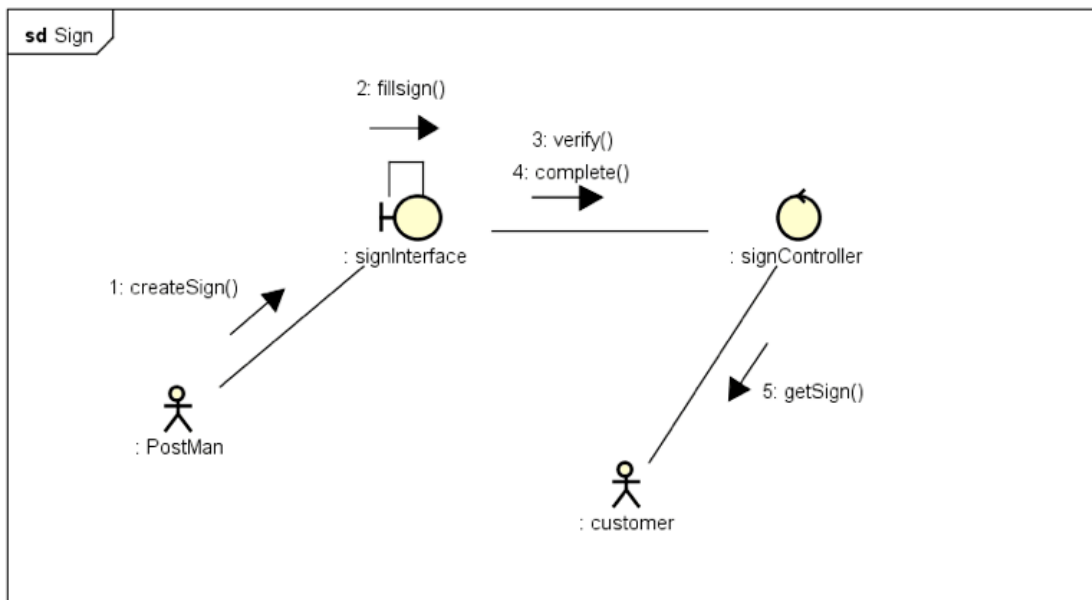 sd Sign
2: fillsign()
3: verify()
4: complete()
: signInterface
: signController
1: createSign()
5: getSign()
: PostMan
: customer